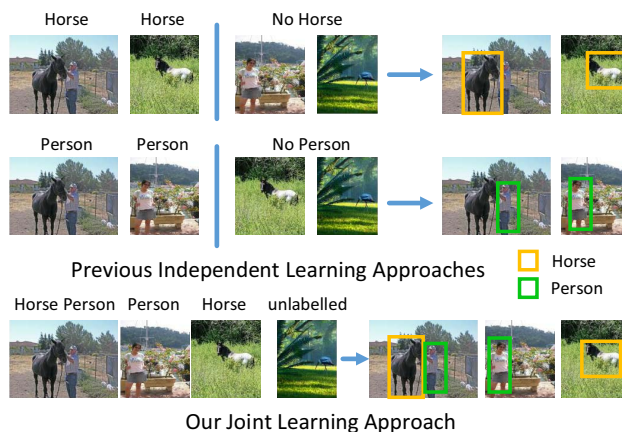 Horse Horse No Horse
Person Person No Person
Previous Independent Learning Approaches
Horse
Person
Horse Person Person Horse unlabelled
Our Joint Learning Approach